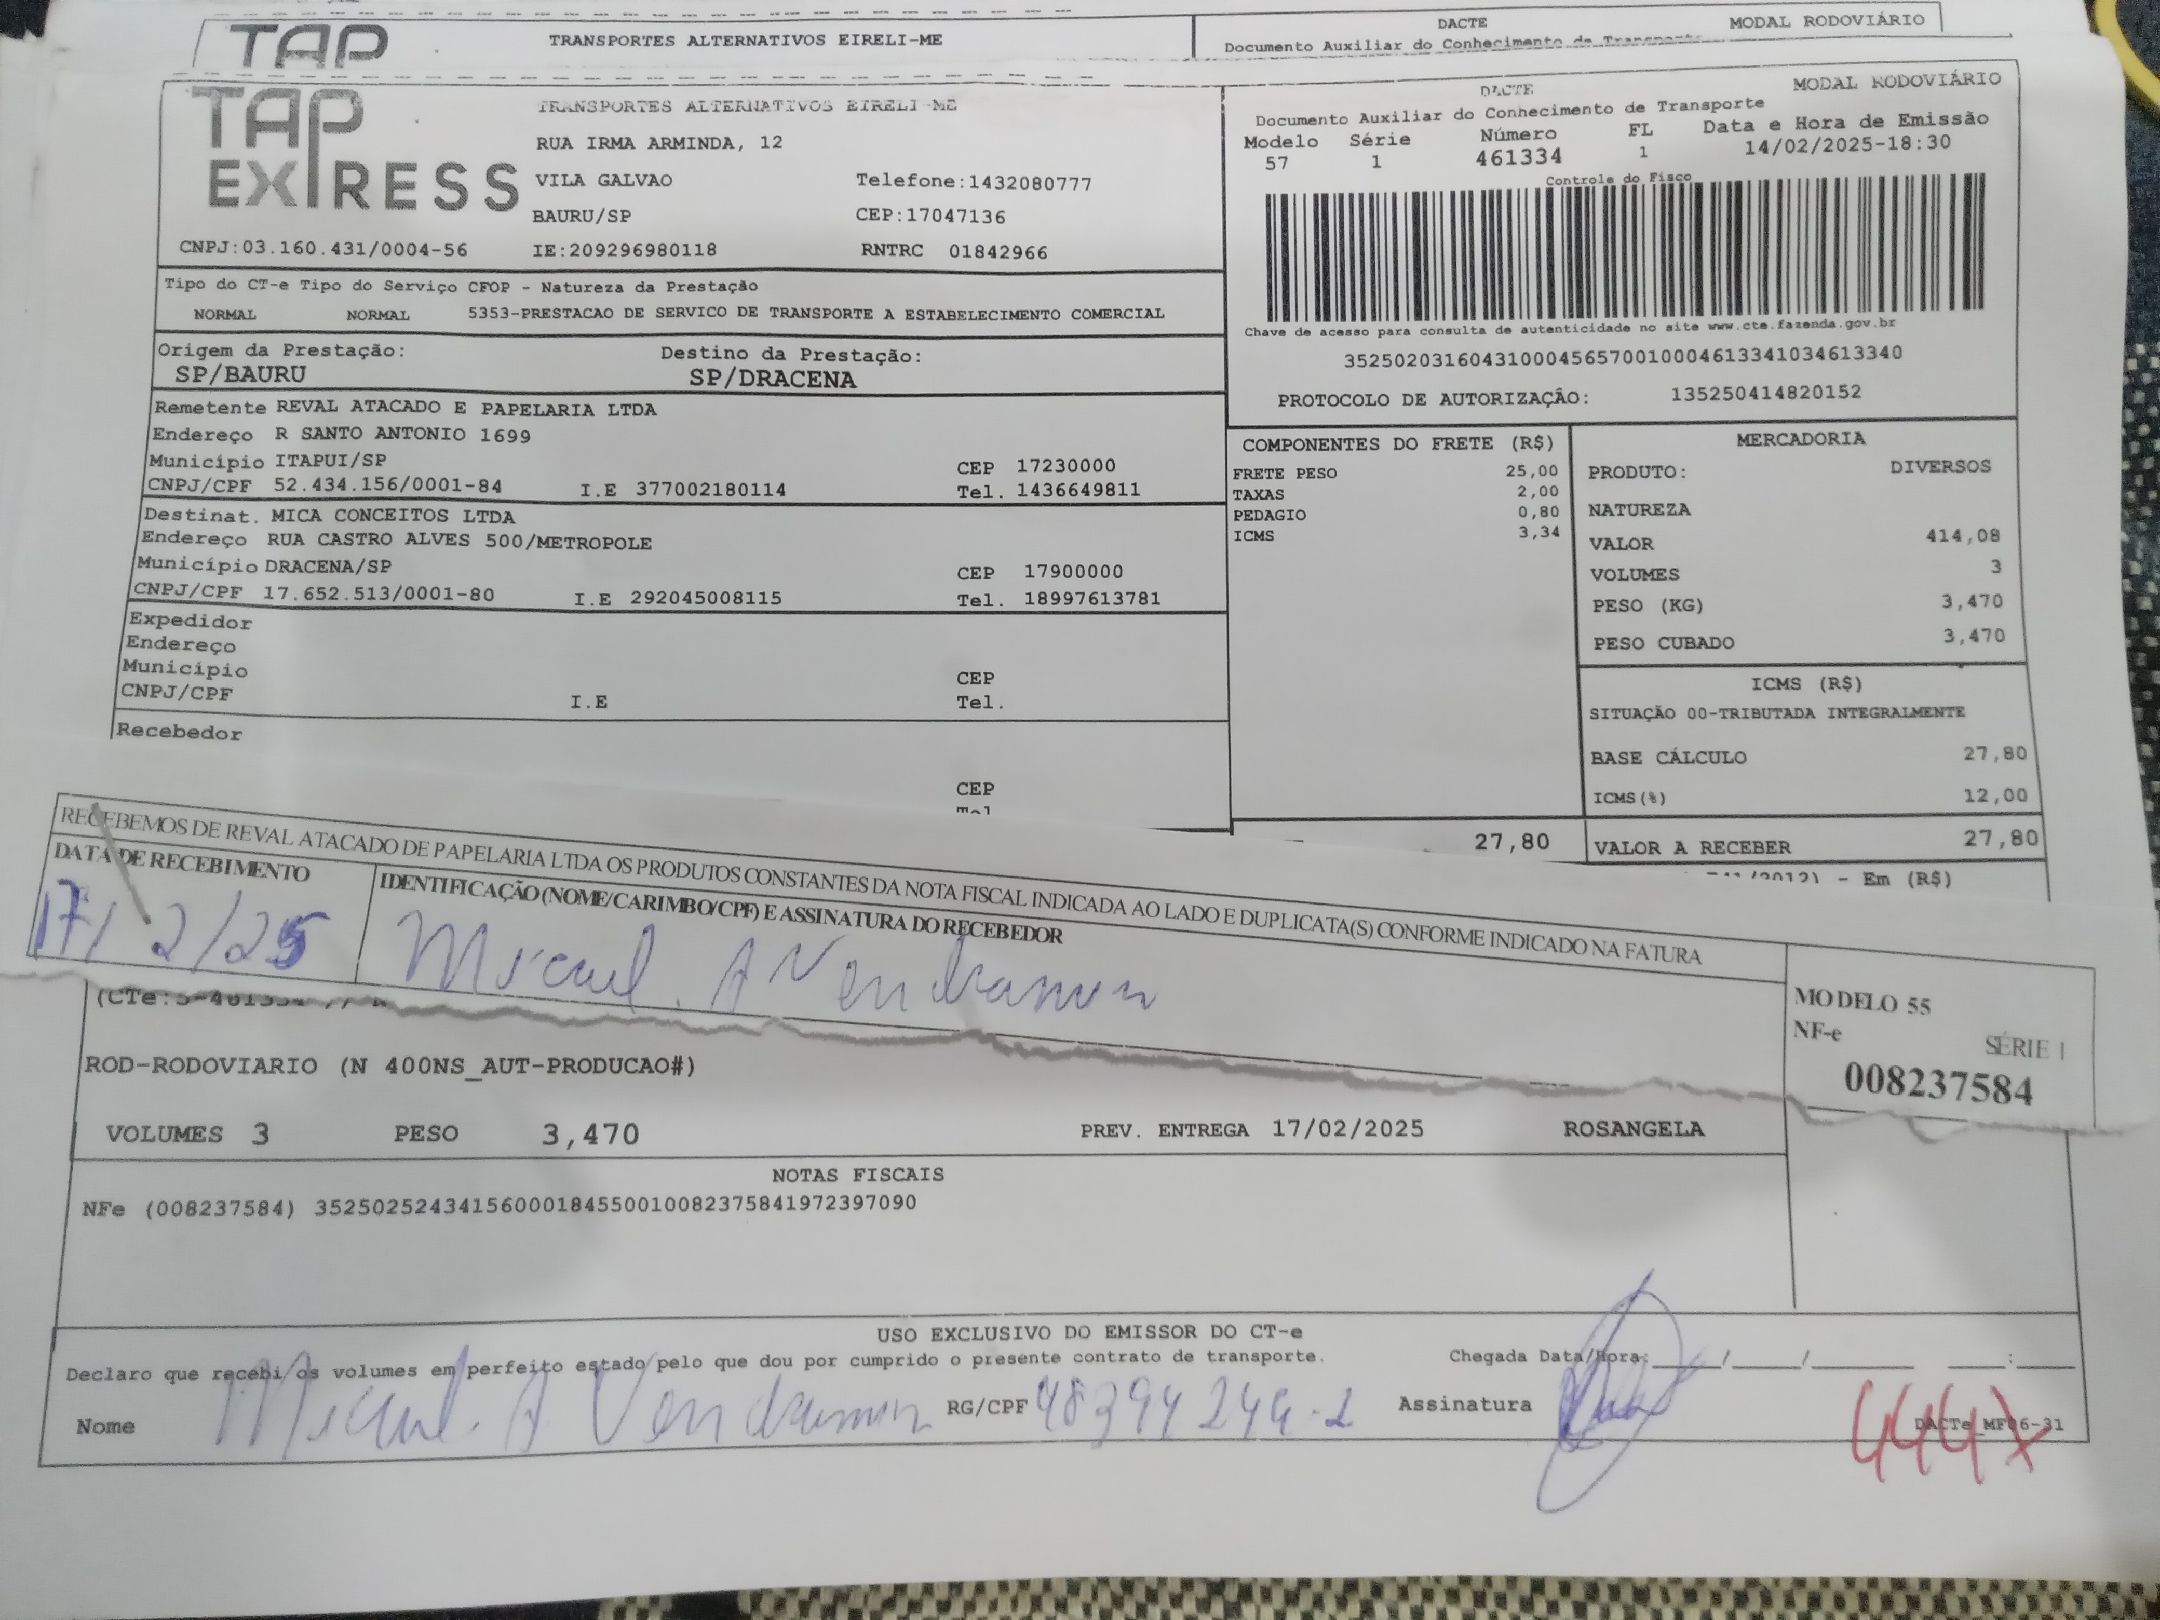 TAP
TRANSPORTES ALTERNATIVOS EIRELI-ME
DACTE
MODAL RODOVIÁRIO
Documento Auxiliar do Conhecimento de Transporte
TAP EXPRESS
TRANSPORTES ALTERNATIVOS EIRELI-ME
RUA IRMA ARMINDA, 12
VILA GALVAO Telefone:1432080777
BAURU/SP CEP:17047136
CNPJ:03.160.431/0004-56 IE:209296980118 RNTRC 01842966
DACTE MODAL RODOVIÁRIO
Documento Auxiliar do Conhecimento de Transporte
Modelo Série Número FL Data e Hora de Emissão
57 1 461334 1 14/02/2025-18:30
Controle do Fisco
Chave de acesso para consulta de autenticidade no site www.cte.fazenda.gov.br
35250203160431000456570010004613341034613340
PROTOCOLO DE AUTORIZAÇÃO: 135250414820152
Tipo do CT-e Tipo do Serviço CFOP - Natureza da Prestação
NORMAL NORMAL 5353-PRESTACAO DE SERVICO DE TRANSPORTE A ESTABELECIMENTO COMERCIAL
Origem da Prestação: Destino da Prestação:
SP/BAURU SP/DRACENA
Remetente REVAL ATACADO E PAPELARIA LTDA
Endereço R SANTO ANTONIO 1699
Município ITAPUI/SP CEP 17230000
CNPJ/CPF 52.434.156/0001-84 I.E 377002180114 Tel. 1436649811
Destinat. MICA CONCEITOS LTDA
Endereço RUA CASTRO ALVES 500/METROPOLE
Município DRACENA/SP CEP 17900000
CNPJ/CPF 17.652.513/0001-80 I.E 292045008115 Tel. 18997613781
Expedidor
Endereço
Município CEP
CNPJ/CPF I.E Tel.
Recebedor
CEP
COMPONENTES DO FRETE (R$)
FRETE PESO 25,00
TAXAS 2,00
PEDAGIO 0,80
ICMS 3,34
27,80
MERCADORIA
PRODUTO: DIVERSOS
NATUREZA
VALOR 414,08
VOLUMES 3
PESO (KG) 3,470
PESO CUBADO 3,470
ICMS (R$)
SITUAÇÃO 00-TRIBUTADA INTEGRALMENTE
BASE CÁLCULO 27,80
ICMS(%) 12,00
VALOR A RECEBER 27,80
- Em (R$)
RECEBEMOS DE REVAL ATACADO DE PAPELARIA LTDA OS PRODUTOS CONSTANTES DA NOTA FISCAL INDICADA AO LADO E DUPLICATA(S) CONFORME INDICADO NA FATURA
DATA DE RECEBIMENTO
17/2/25
IDENTIFICAÇÃO (NOME/CARIMBO/CPF) E ASSINATURA DO RECEBEDOR
Micael. A Vendramin
MODELO 55
NF-e SÉRIE 1
008237584
ROD-RODOVIARIO (N 400NS_AUT-PRODUCAO#)
VOLUMES 3 PESO 3,470 PREV. ENTREGA 17/02/2025 ROSANGELA
NOTAS FISCAIS
NFe (008237584) 35250252434156000184550010082375841972397090
USO EXCLUSIVO DO EMISSOR DO CT-e
Declaro que recebi os volumes em perfeito estado pelo que dou por cumprido o presente contrato de transporte. Chegada Data/Hora: ____/____/______ ___:___
Nome Micael. A Vendramin RG/CPF Assinatura
DACTe_MF06-31